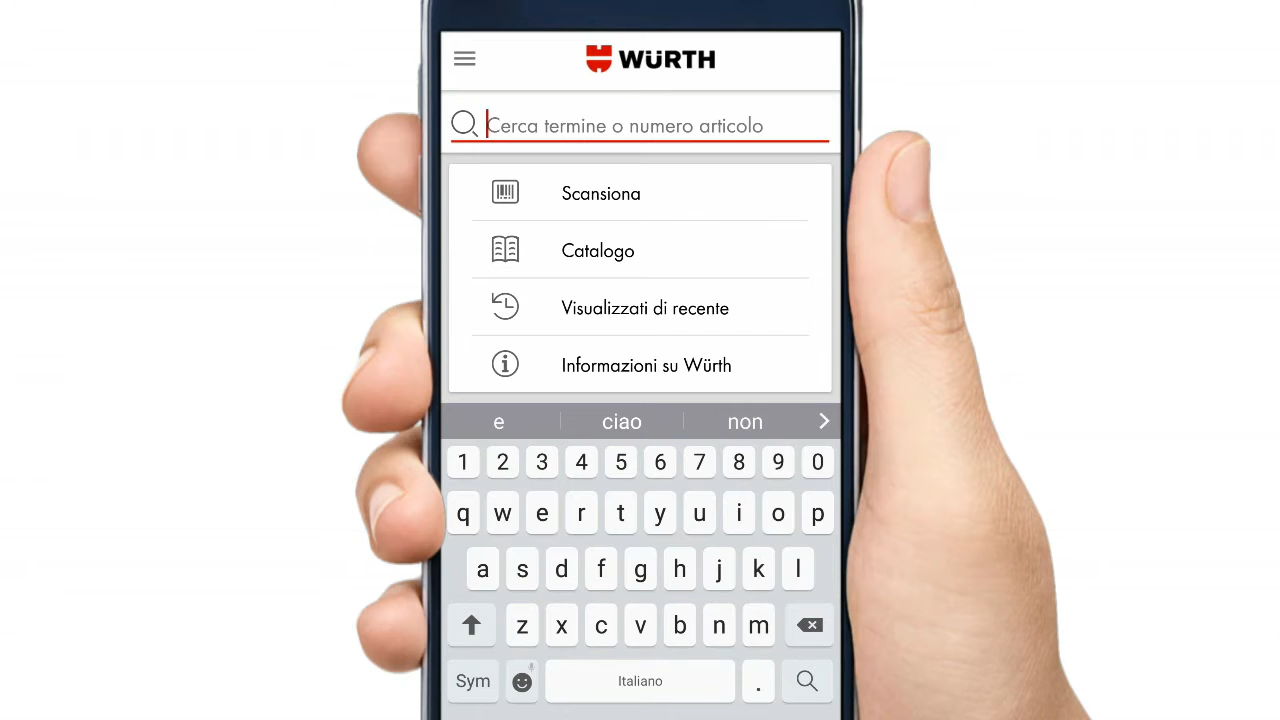 WÜRTH
Cerca termine o numero articolo
Scansiona
Catalogo
Visualizzati di recente
Informazioni su Würth
e ciao non
1 2 3 4 5 6 7 8 9 0
q w e r t y u i o p
a s d f g h j k l
z x c v b n m
Sym Italiano .